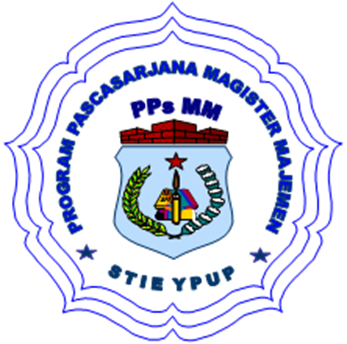 PROGRAM PASCASARJANA MAGISTER MAJEMEN
PPs MM
STIE YPUP